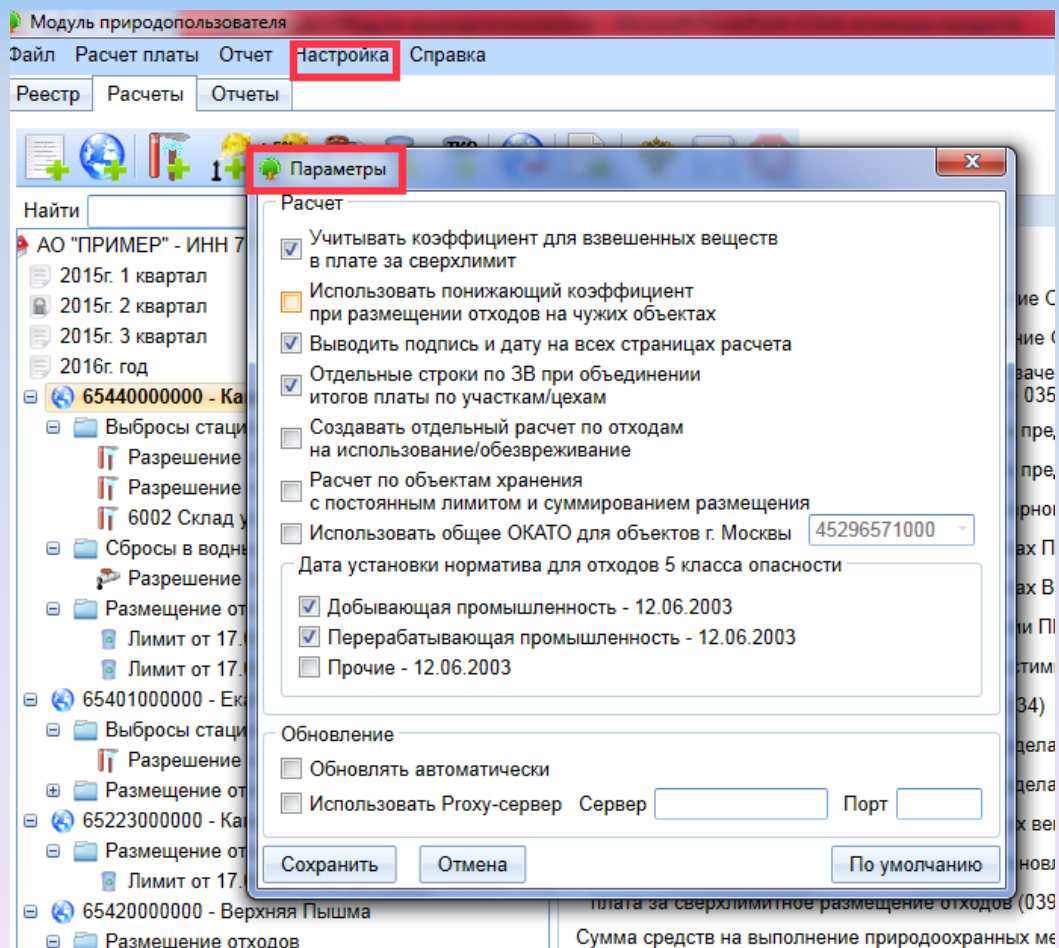 Модуль природопользователя
Файл Расчет платы Отчет Настройка Справка
Реестр Расчеты Отчеты
Найти
АО "ПРИМЕР" - ИНН 7
2015г. 1 квартал
2015г. 2 квартал
2015г. 3 квартал
2016г. год
65440000000 - Ка
Выбросы стаци
Разрешение
Разрешение
6002 Склад у
Сбросы в водн
Разрешение
Размещение от
Лимит от 17.
Лимит от 17.
65401000000 - Ек
Выбросы стаци
Разрешение
Размещение от
65223000000 - Ка
Размещение от
Лимит от 17.
65420000000 - Верхняя Пышма
Размещение отходов
Параметры
Расчет
Учитывать коэффициент для взвешенных веществ
в плате за сверхлимит
Использовать понижающий коэффициент
при размещении отходов на чужих объектах
Выводить подпись и дату на всех страницах расчета
Отдельные строки по ЗВ при объединении
итогов платы по участкам/цехам
Создавать отдельный расчет по отходам
на использование/обезвреживание
Расчет по объектам хранения
с постоянным лимитом и суммированием размещения
Использовать общее ОКАТО для объектов г. Москвы 45296571000
Дата установки норматива для отходов 5 класса опасности
Добывающая промышленность - 12.06.2003
Перерабатывающая промышленность - 12.06.2003
Прочие - 12.06.2003
Обновление
Обновлять автоматически
Использовать Proxy-сервер Сервер Порт
Сохранить Отмена По умолчанию
плата за сверхлимитное размещение отходов (039
Сумма средств на выполнение природоохранных ме